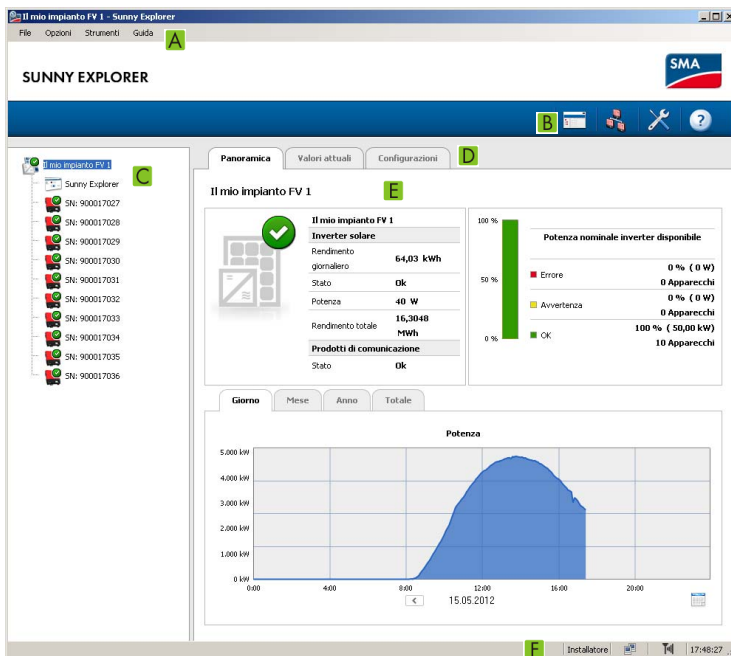 Il mio impianto FV 1 - Sunny Explorer
File Opzioni Strumenti Guida A
SUNNY EXPLORER
SMA
B ?
Il mio impianto FV 1
C
Sunny Explorer
SN: 900017027
SN: 900017028
SN: 900017029
SN: 900017030
SN: 900017031
SN: 900017032
SN: 900017033
SN: 900017034
SN: 900017035
SN: 900017036
Panoramica Valori attuali Configurazioni D
Il mio impianto FV 1 E
Il mio impianto FV 1
Inverter solare
Rendimento
giornaliero 64,03 kWh
Stato Ok
Potenza 40 W
Rendimento totale 16,3048
MWh
Prodotti di comunicazione
Stato Ok
100 %
50 %
0 %
Potenza nominale inverter disponibile
Errore 0 % ( 0 W)
0 Apparecchi
Avvertenza 0 % ( 0 W)
0 Apparecchi
OK 100 % ( 50,00 kW)
10 Apparecchi
Giorno Mese Anno Totale
Potenza
5.000 kW
4.000 kW
3.000 kW
2.000 kW
1.000 kW
0 kW
0:00 4:00 8:00 12:00 16:00 20:00
< 15.05.2012
F Installatore 17:48:27